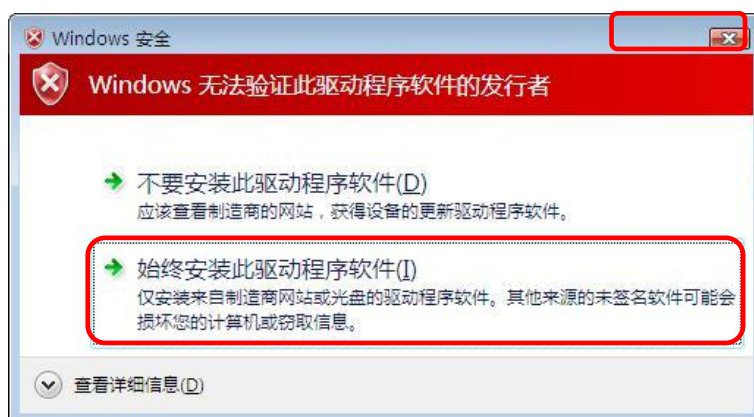 Windows 安全
Windows 无法验证此驱动程序软件的发行者
不要安装此驱动程序软件(D)
应该查看制造商的网站，获得设备的更新驱动程序软件。
始终安装此驱动程序软件(I)
仅安装来自制造商网站或光盘的驱动程序软件。其他来源的未签名软件可能会
损坏您的计算机或窃取信息。
查看详细信息(D)